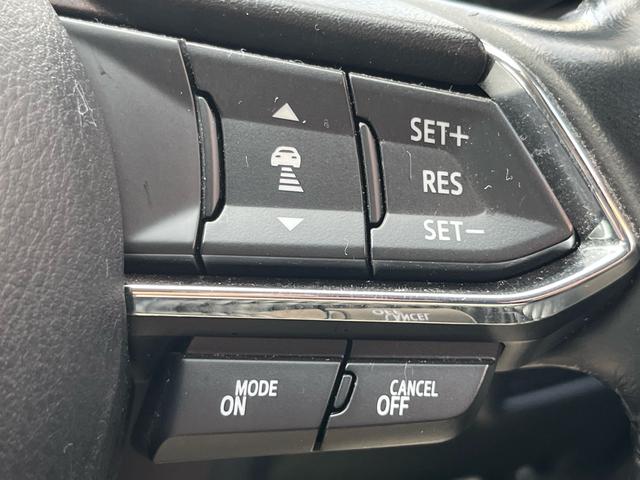 SET+
RES
SET-
MODE
ON
CANCEL
OFF